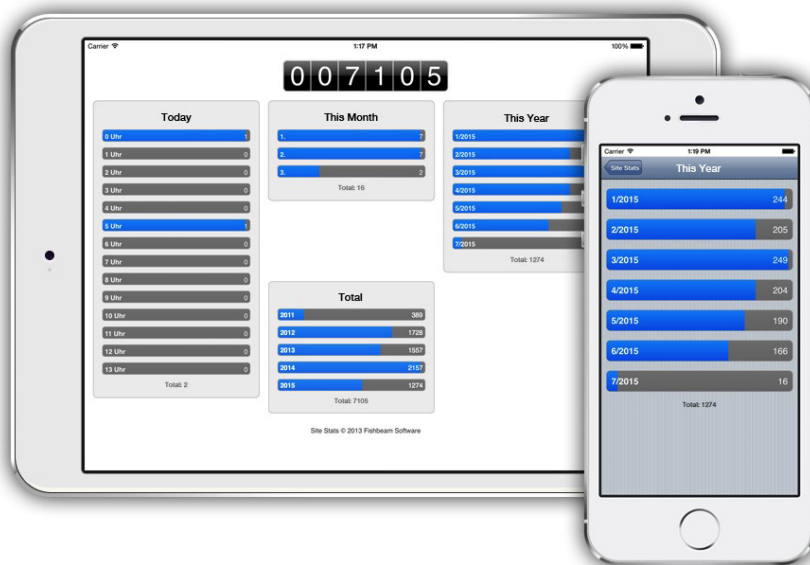 Carrier 1:17 PM 100%
007105
Today
0 Uhr 1
1 Uhr 0
2 Uhr 0
3 Uhr 0
4 Uhr 0
5 Uhr 1
6 Uhr 0
7 Uhr 0
8 Uhr 0
9 Uhr 0
10 Uhr 0
11 Uhr 0
12 Uhr 0
13 Uhr 0
Total: 2
This Month
1. 7
2. 7
3. 2
Total: 16
This Year
1/2015
2/2015
3/2015
4/2015
5/2015
6/2015
7/2015
Total: 1274
Total
2011 389
2012 1728
2013 1557
2014 2157
2015 1274
Total: 7105
Site Stats © 2013 Fishbeam Software
Carrier 1:19 PM
Site Stats This Year
1/2015 244
2/2015 205
3/2015 249
4/2015 204
5/2015 190
6/2015 166
7/2015 16
Total: 1274